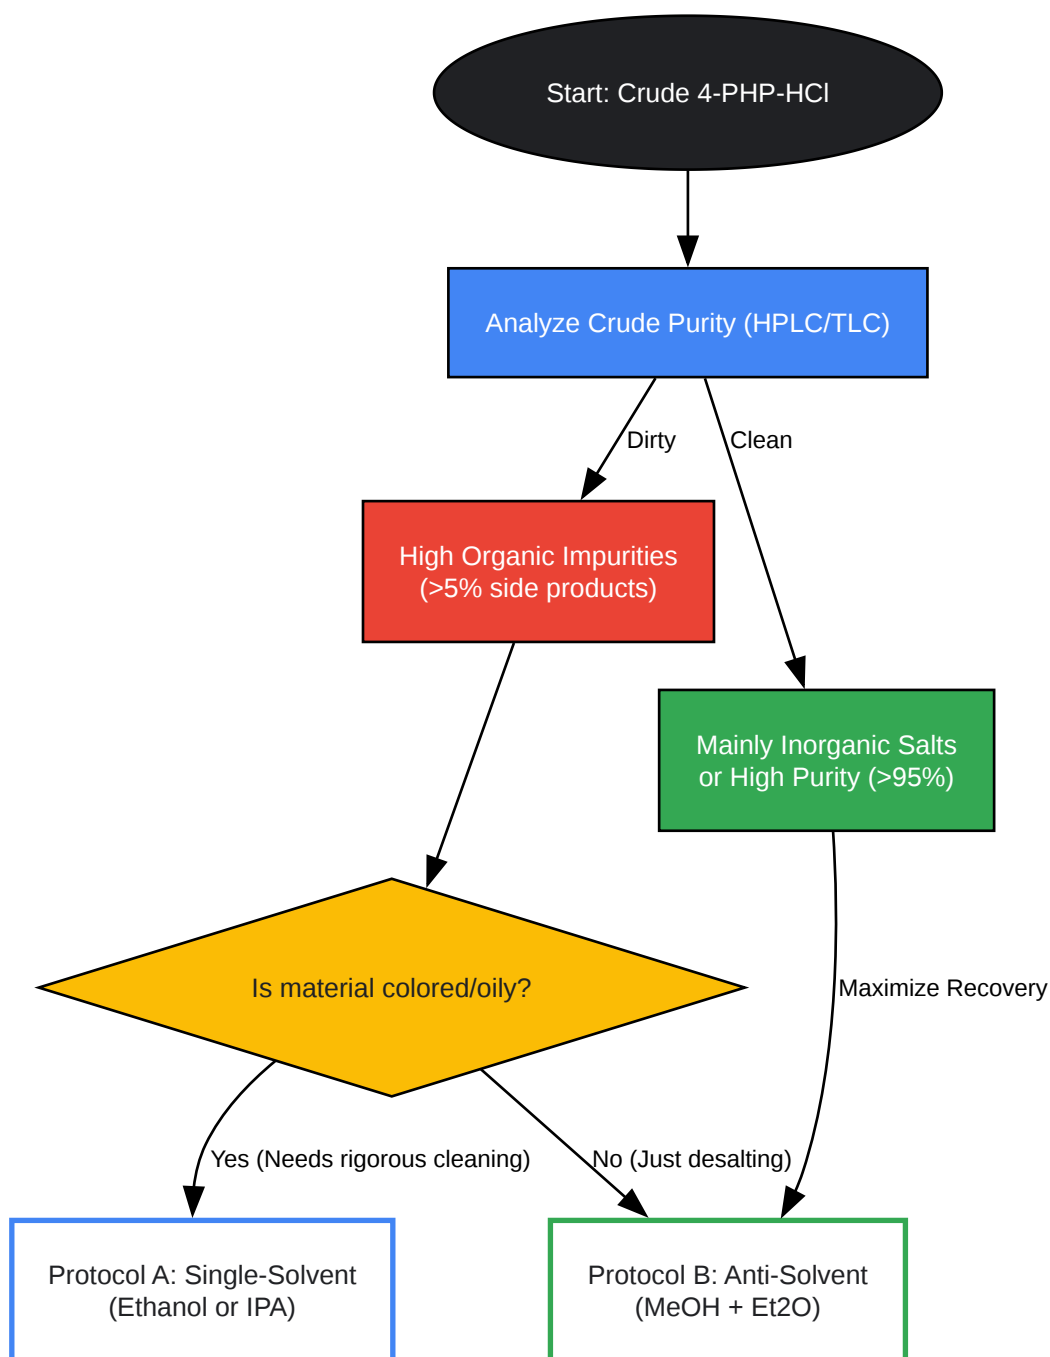 Start: Crude 4-PHP-HCl
Analyze Crude Purity (HPLC/TLC)
Dirty
Clean
High Organic Impurities
(>5% side products)
Mainly Inorganic Salts
or High Purity (>95%)
Is material colored/oily?
Maximize Recovery
Yes (Needs rigorous cleaning)
No (Just desalting)
Protocol A: Single-Solvent
(Ethanol or IPA)
Protocol B: Anti-Solvent
(MeOH + Et2O)